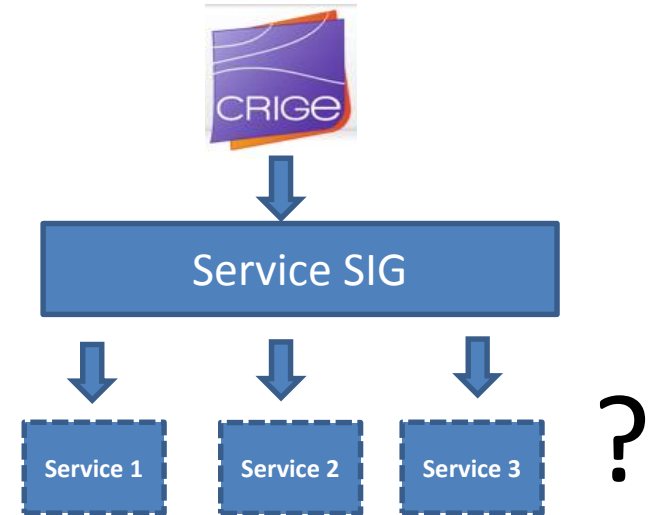 CRIGE
Service SIG
Service 1
Service 2
Service 3
?